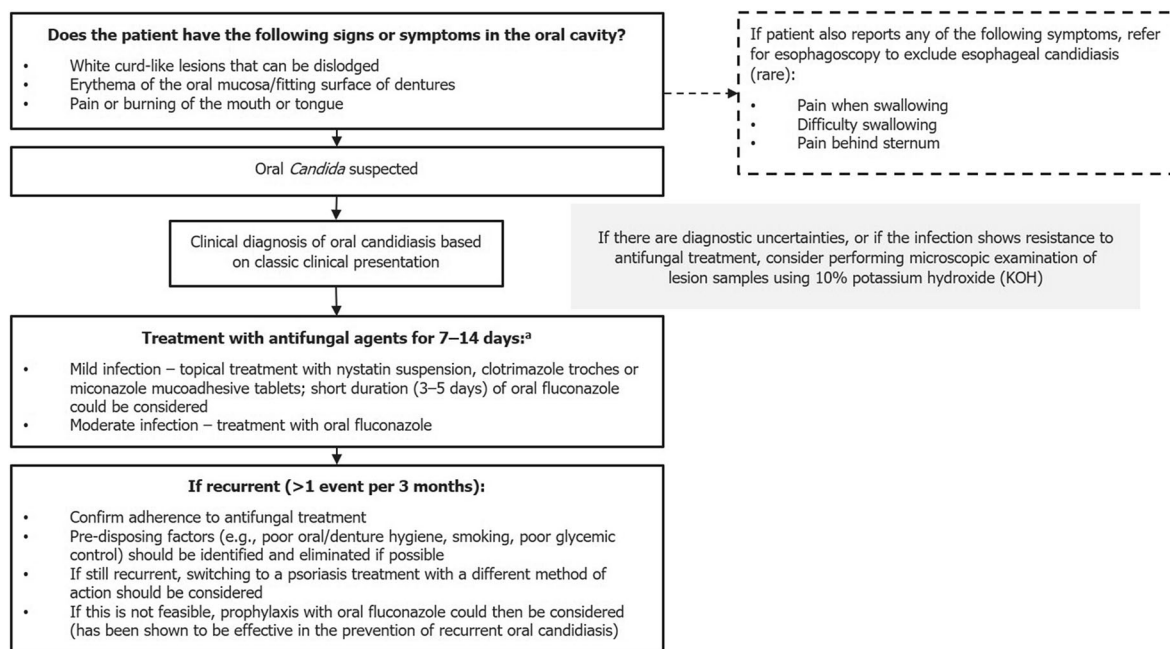 Does the patient have the following signs or symptoms in the oral cavity?
• White curd-like lesions that can be dislodged
• Erythema of the oral mucosa/fitting surface of dentures
• Pain or burning of the mouth or tongue
If patient also reports any of the following symptoms, refer
for esophagoscopy to exclude esophageal candidiasis
(rare):
• Pain when swallowing
• Difficulty swallowing
• Pain behind sternum
Oral Candida suspected
Clinical diagnosis of oral candidiasis based
on classic clinical presentation
If there are diagnostic uncertainties, or if the infection shows resistance to
antifungal treatment, consider performing microscopic examination of
lesion samples using 10% potassium hydroxide (KOH)
Treatment with antifungal agents for 7–14 days:ᵃ
• Mild infection – topical treatment with nystatin suspension, clotrimazole troches or
miconazole mucoadhesive tablets; short duration (3–5 days) of oral fluconazole
could be considered
• Moderate infection – treatment with oral fluconazole
If recurrent (>1 event per 3 months):
• Confirm adherence to antifungal treatment
• Pre-disposing factors (e.g., poor oral/denture hygiene, smoking, poor glycemic
control) should be identified and eliminated if possible
• If still recurrent, switching to a psoriasis treatment with a different method of
action should be considered
• If this is not feasible, prophylaxis with oral fluconazole could then be considered
(has been shown to be effective in the prevention of recurrent oral candidiasis)